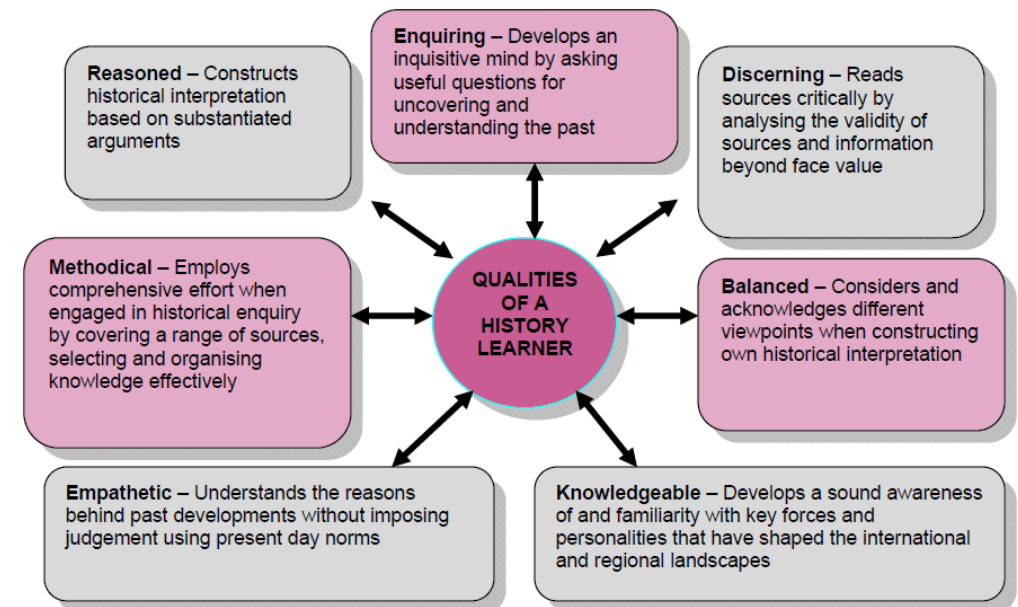 Enquiring – Develops an
inquisitive mind by asking
useful questions for
uncovering and
understanding the past
Reasoned – Constructs
historical interpretation
based on substantiated
arguments
Discerning – Reads
sources critically by
analysing the validity of
sources and information
beyond face value
Methodical – Employs
comprehensive effort when
engaged in historical enquiry
by covering a range of sources,
selecting and organising
knowledge effectively
QUALITIES
OF A
HISTORY
LEARNER
Balanced – Considers and
acknowledges different
viewpoints when constructing
own historical interpretation
Empathetic – Understands the reasons
behind past developments without imposing
judgement using present day norms
Knowledgeable – Develops a sound awareness
of and familiarity with key forces and
personalities that have shaped the international
and regional landscapes